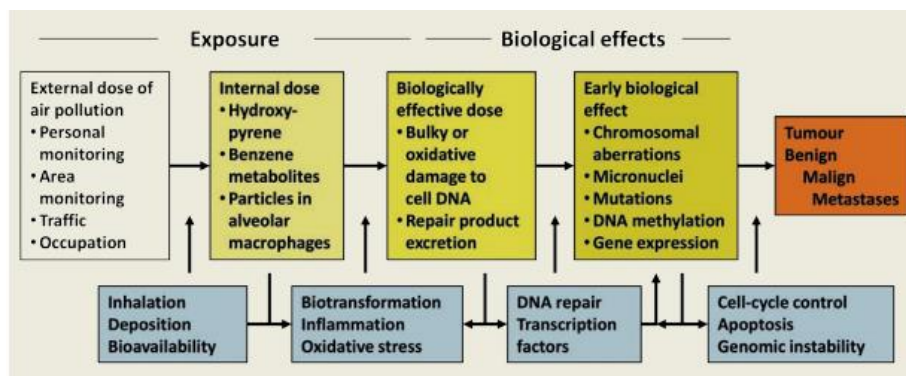 Exposure
Biological effects
External dose of
air pollution
• Personal
monitoring
• Area
monitoring
• Traffic
• Occupation
Internal dose
• Hydroxy-
pyrene
• Benzene
metabolites
• Particles in
alveolar
macrophages
Biologically
effective dose
• Bulky or
oxidative
damage to
cell DNA
• Repair product
excretion
Early biological
effect
• Chromosomal
aberrations
• Micronuclei
• Mutations
• DNA methylation
• Gene expression
Tumour
Benign
Malign
Metastases
Inhalation
Deposition
Bioavailability
Biotransformation
Inflammation
Oxidative stress
DNA repair
Transcription
factors
Cell-cycle control
Apoptosis
Genomic instability